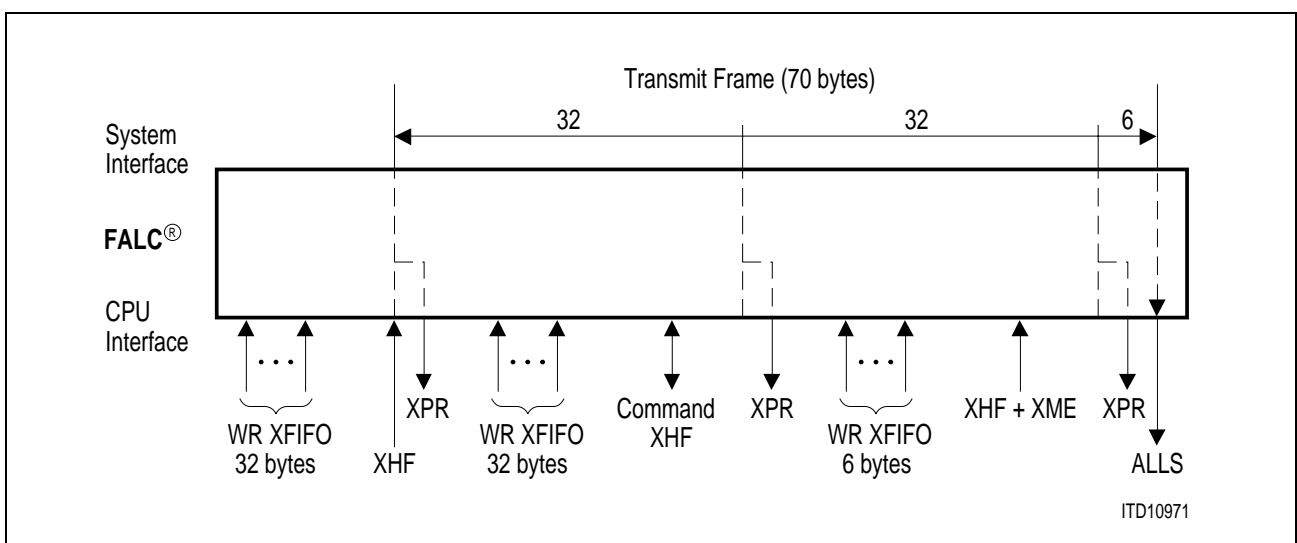 Transmit Frame (70 bytes)
32 32 6
System
Interface
FALC®
CPU
Interface
... ... ...
XPR Command XPR XHF + XME XPR
XHF
WR XFIFO WR XFIFO WR XFIFO
32 bytes XHF 32 bytes 6 bytes ALLS
ITD10971